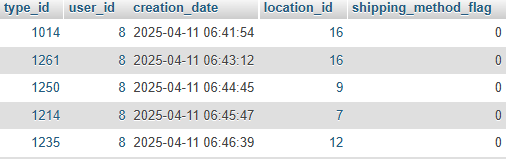 type_id user_id creation_date location_id shipping_method_flag
1014 8 2025-04-11 06:41:54 16 0
1261 8 2025-04-11 06:43:12 16 0
1250 8 2025-04-11 06:44:45 9 0
1214 8 2025-04-11 06:45:47 7 0
1235 8 2025-04-11 06:46:39 12 0